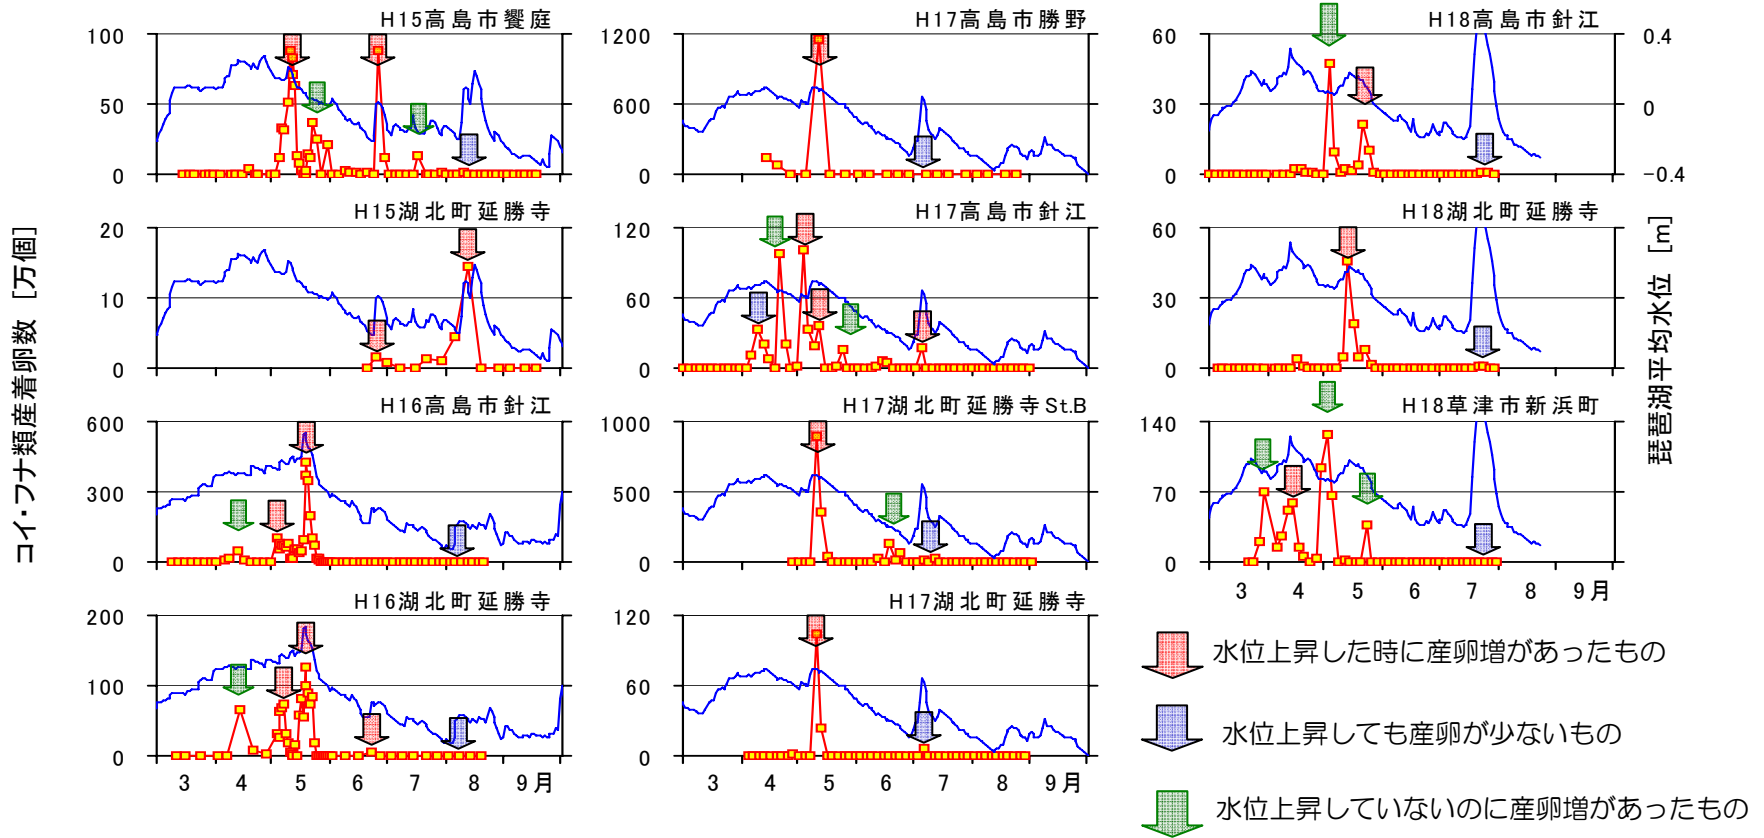 コイ・フナ類産着卵数 [万個]
H15高島市饗庭
100
50
0
H15湖北町延勝寺
20
10
0
H16高島市針江
600
300
0
H16湖北町延勝寺
200
100
0
3 4 5 6 7 8 9月
H17高島市勝野
1200
600
0
H17高島市針江
120
60
0
H17湖北町延勝寺St.B
1000
500
0
H17湖北町延勝寺
120
60
0
3 4 5 6 7 8 9月
H18高島市針江
60
30
0
0.4
0
-0.4
H18湖北町延勝寺
60
30
0
H18草津市新浜町
140
70
0
3 4 5 6 7 8 9月
琵琶湖平均水位 [m]
水位上昇した時に産卵増があったもの
水位上昇しても産卵が少ないもの
水位上昇していないのに産卵増があったもの